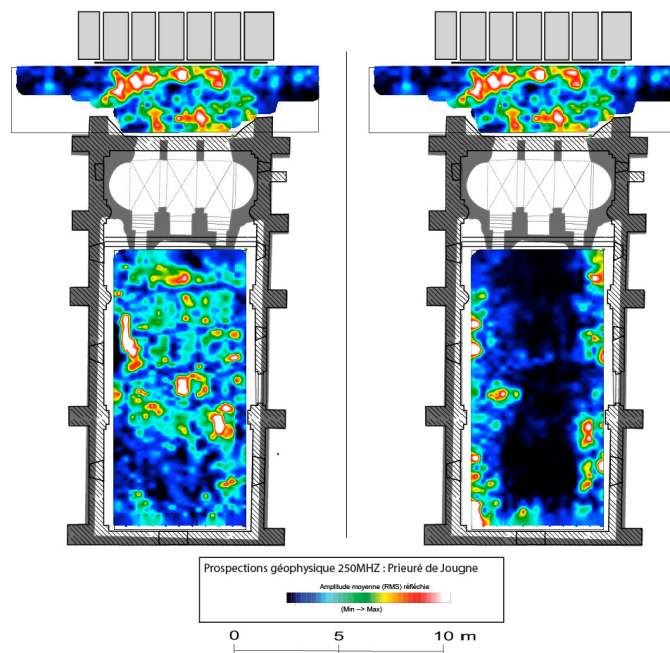 Prospections géophysique 250MHZ : Prieuré de Jougne
Amplitude moyenne (RMS) réfléchie
(Min --> Max)
0 5 10 m